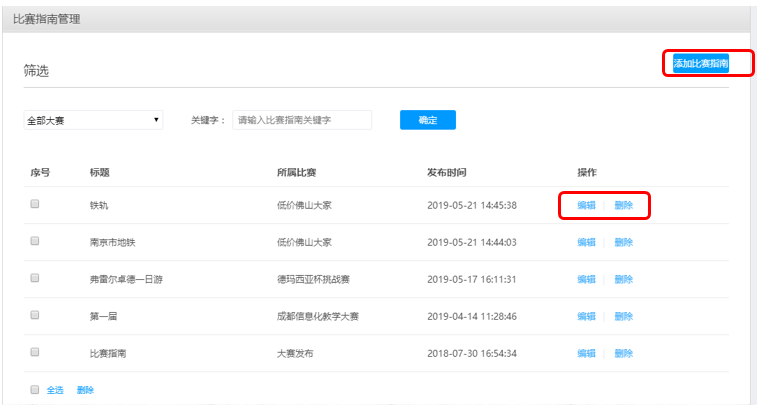 比赛指南管理
添加比赛指南
筛选
全部大赛 关键字： 请输入比赛指南关键字 确定
序号 标题 所属比赛 发布时间 操作
铁轨 低价佛山大家 2019-05-21 14:45:38 编辑 删除
南京市地铁 低价佛山大家 2019-05-21 14:44:03 编辑 删除
弗雷尔卓德一日游 德玛西亚杯挑战赛 2019-05-17 16:11:31 编辑 删除
第一届 成都信息化教学大赛 2019-04-14 11:28:46 编辑 删除
比赛指南 大赛发布 2018-07-30 16:54:34 编辑 删除
全选 删除